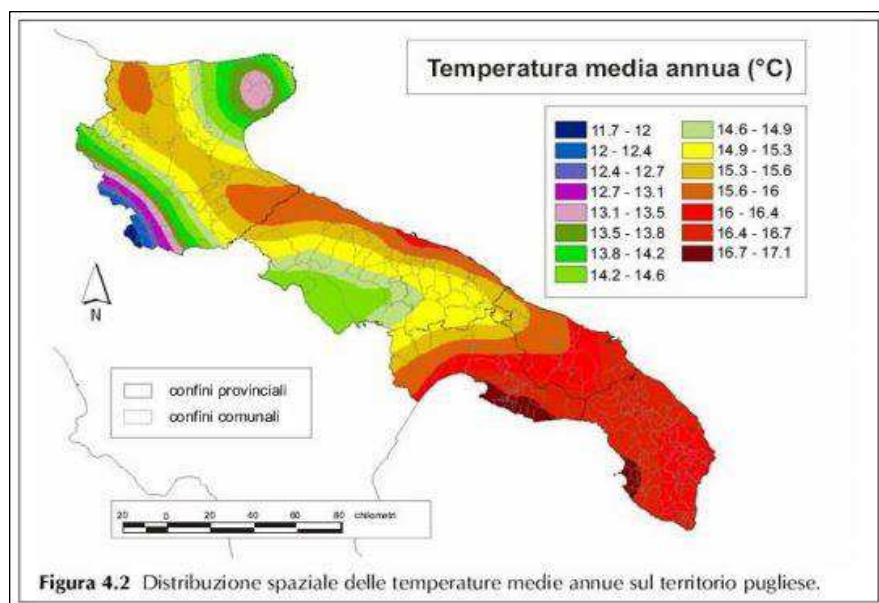 Temperatura media annua (°C)
11.7 - 12
12 - 12.4
12.4 - 12.7
12.7 - 13.1
13.1 - 13.5
13.5 - 13.8
13.8 - 14.2
14.2 - 14.6
14.6 - 14.9
14.9 - 15.3
15.3 - 15.6
15.6 - 16
16 - 16.4
16.4 - 16.7
16.7 - 17.1
N
confini provinciali
confini comunali
20 0 20 40 60 80 chilometri
Figura 4.2 Distribuzione spaziale delle temperature medie annue sul territorio pugliese.